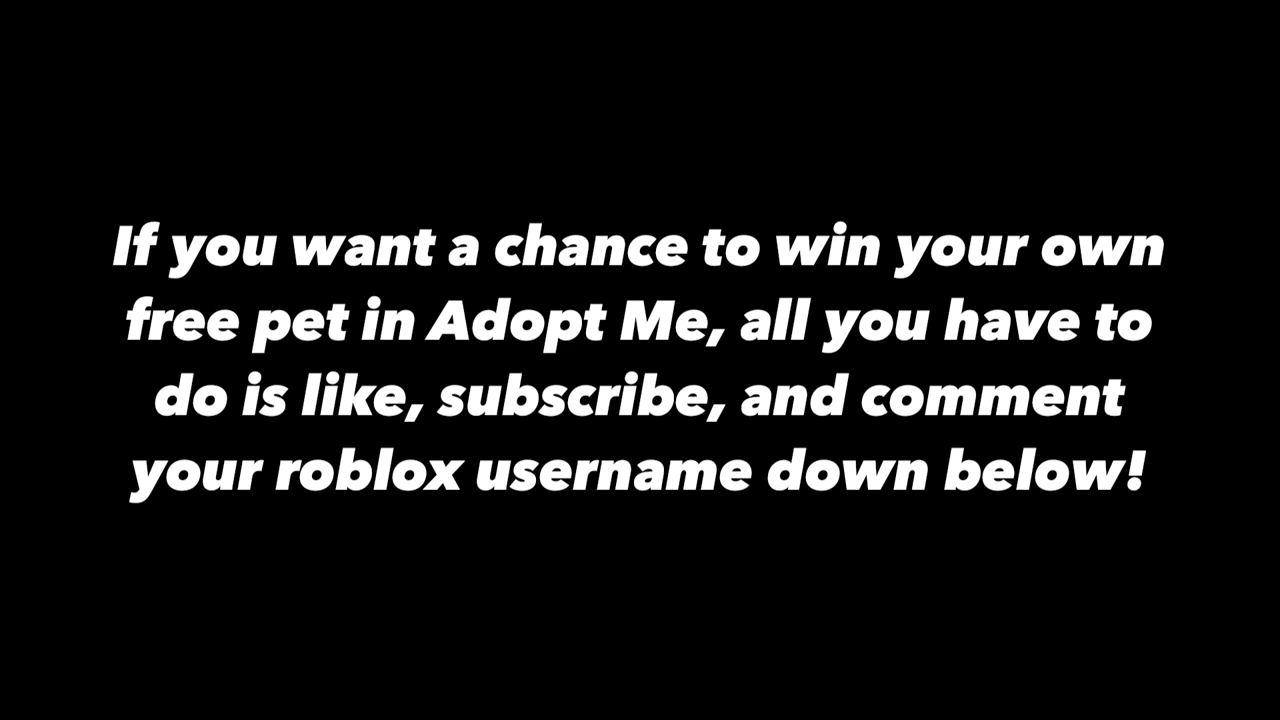 If you want a chance to win your own
free pet in Adopt Me, all you have to
do is like, subscribe, and comment
your roblox username down below!